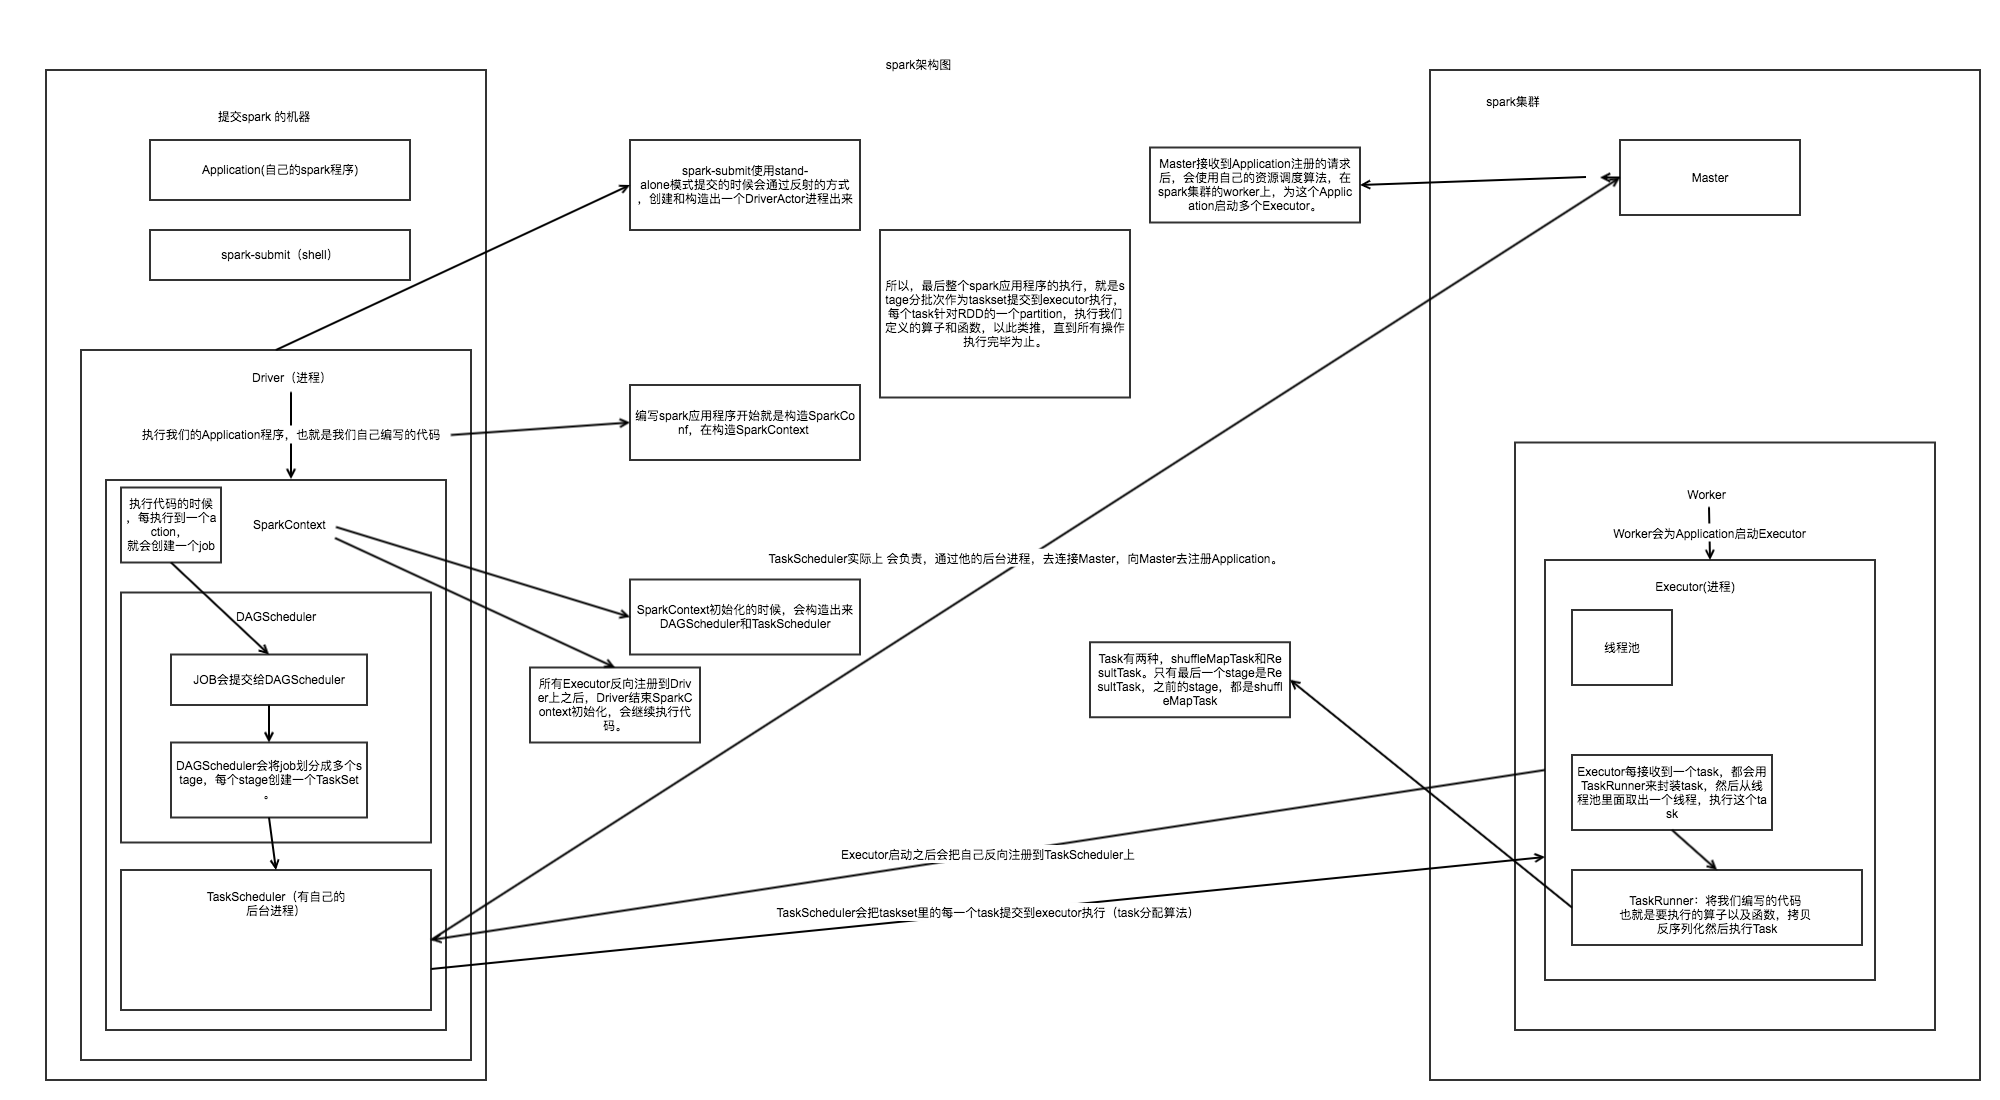 spark架构图
提交spark 的机器
Application(自己的spark程序)
spark-submit（shell）
Driver（进程）
执行我们的Application程序，也就是我们自己编写的代码
执行代码的时候
，每执行到一个a
ction，
就会创建一个job
SparkContext
DAGScheduler
JOB会提交给DAGScheduler
DAGScheduler会将job划分成多个s
tage，每个stage创建一个TaskSet
。
TaskScheduler（有自己的
后台进程）
spark-submit使用stand-
alone模式提交的时候会通过反射的方式
，创建和构造出一个DriverActor进程出来
编写spark应用程序开始就是构造SparkCo
nf，在构造SparkContext
SparkContext初始化的时候，会构造出来
DAGScheduler和TaskScheduler
所有Executor反向注册到Driv
er上之后，Driver结束SparkC
ontext初始化，会继续执行代
码。
所以，最后整个spark应用程序的执行，就是s
tage分批次作为taskset提交到executor执行，
每个task针对RDD的一个partition，执行我们
定义的算子和函数，以此类推，直到所有操作
执行完毕为止。
TaskScheduler实际上 会负责，通过他的后台进程，去连接Master，向Master去注册Application。
Executor启动之后会把自己反向注册到TaskScheduler上
TaskScheduler会把taskset里的每一个task提交到executor执行（task分配算法）
Master接收到Application注册的请求
后，会使用自己的资源调度算法，在
spark集群的worker上，为这个Applic
ation启动多个Executor。
Task有两种，shuffleMapTask和Re
sultTask。只有最后一个stage是Re
sultTask，之前的stage，都是shuffl
eMapTask
spark集群
Master
Worker
Worker会为Application启动Executor
Executor(进程)
线程池
Executor每接收到一个task，都会用
TaskRunner来封装task，然后从线
程池里面取出一个线程，执行这个ta
sk
TaskRunner：将我们编写的代码
也就是要执行的算子以及函数，拷贝
反序列化然后执行Task